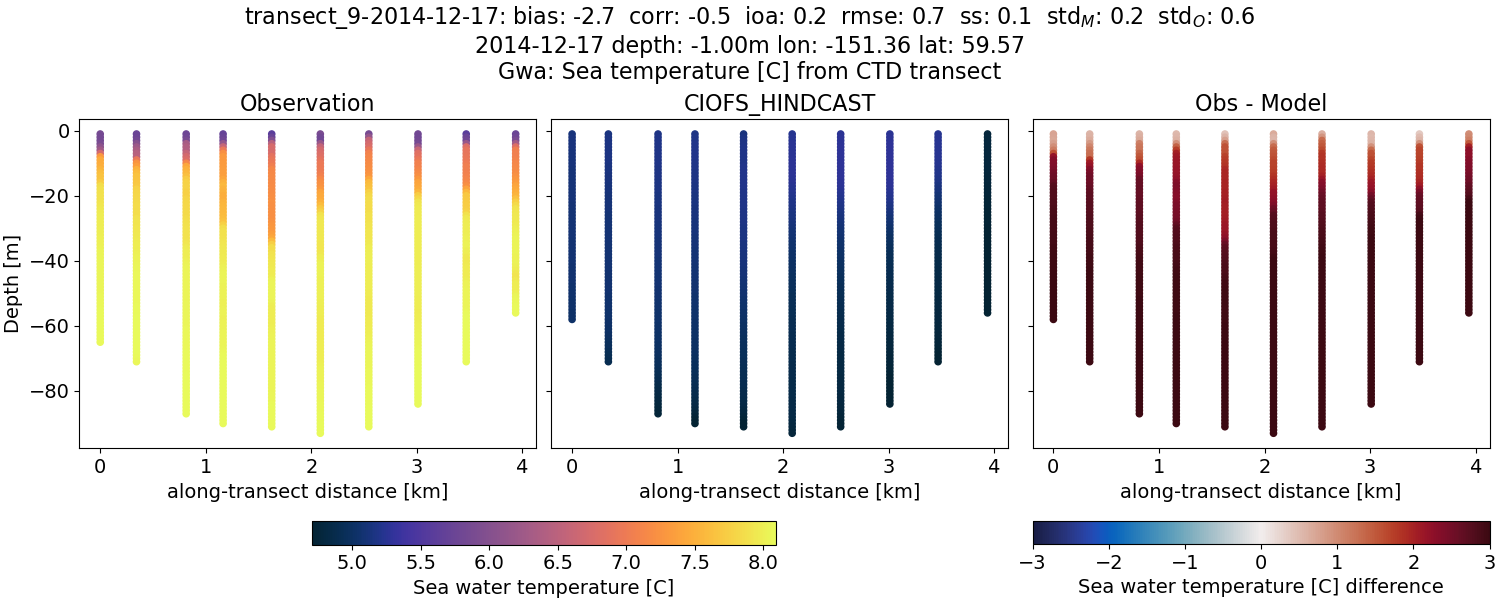 transect_9-2014-12-17: bias: -2.7  corr: -0.5  ioa: 0.2  rmse: 0.7  ss: 0.1  std_M: 0.2  std_O: 0.6
2014-12-17 depth: -1.00m lon: -151.36 lat: 59.57
Gwa: Sea temperature [C] from CTD transect
Observation
CIOFS_HINDCAST
Obs - Model
Depth [m]
0
−20
−40
−60
−80
0 1 2 3 4
0 1 2 3 4
0 1 2 3 4
along-transect distance [km]
along-transect distance [km]
along-transect distance [km]
5.0 5.5 6.0 6.5 7.0 7.5 8.0
Sea water temperature [C]
−3 −2 −1 0 1 2 3
Sea water temperature [C] difference